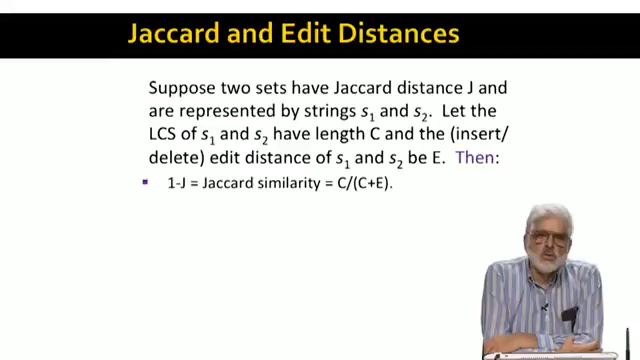 Jaccard and Edit Distances
Suppose two sets have Jaccard distance J and
are represented by strings s₁ and s₂. Let the
LCS of s₁ and s₂ have length C and the (insert/
delete) edit distance of s₁ and s₂ be E. Then:
▪ 1-J = Jaccard similarity = C/(C+E).